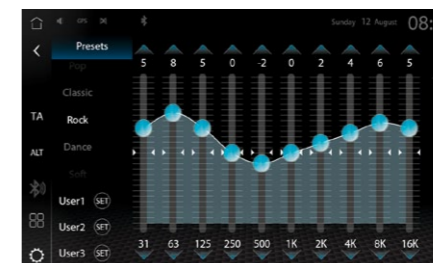 GPS Sunday 12 August 08:
Presets
5 8 5 0 -2 0 2 4 6 5
Pop
Classic
TA Rock
ALT Dance
Soft
User1 SET
User2 SET
User3 SET
31 63 125 250 500 1K 2K 4K 8K 16K